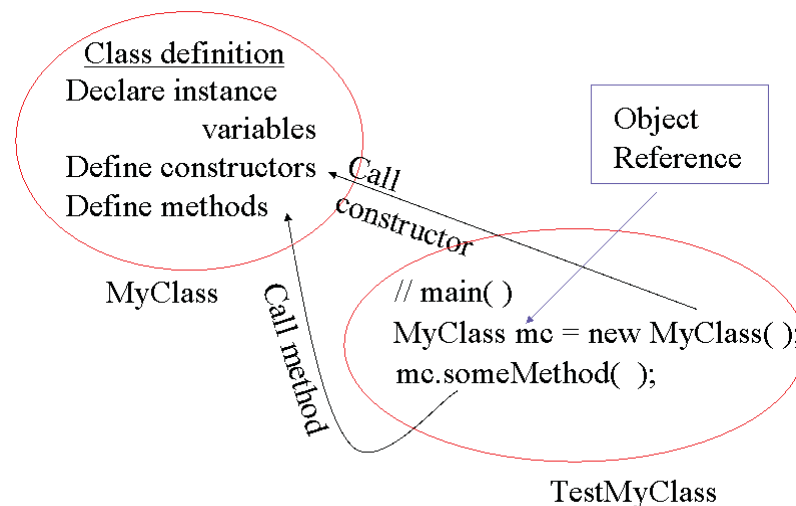 Class definition
Declare instance
variables
Define constructors
Define methods
MyClass
Call
constructor
Call method
Object
Reference
// main( )
MyClass mc = new MyClass( );
mc.someMethod(  );
TestMyClass